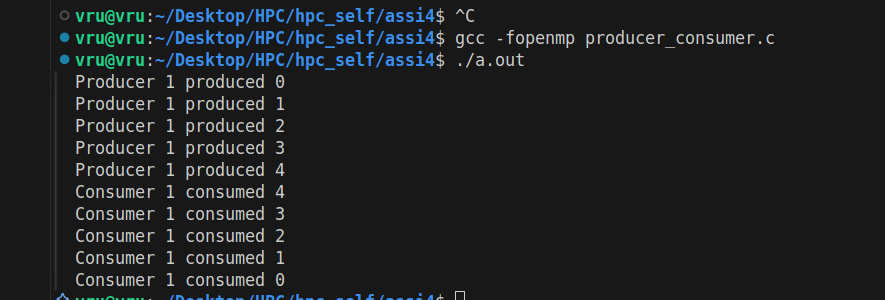 vru@vru:~/Desktop/HPC/hpc_self/assi4$ ^C
vru@vru:~/Desktop/HPC/hpc_self/assi4$ gcc -fopenmp producer_consumer.c
vru@vru:~/Desktop/HPC/hpc_self/assi4$ ./a.out
Producer 1 produced 0
Producer 1 produced 1
Producer 1 produced 2
Producer 1 produced 3
Producer 1 produced 4
Consumer 1 consumed 4
Consumer 1 consumed 3
Consumer 1 consumed 2
Consumer 1 consumed 1
Consumer 1 consumed 0
vru@vru:~/Desktop/HPC/hpc_self/assi4$